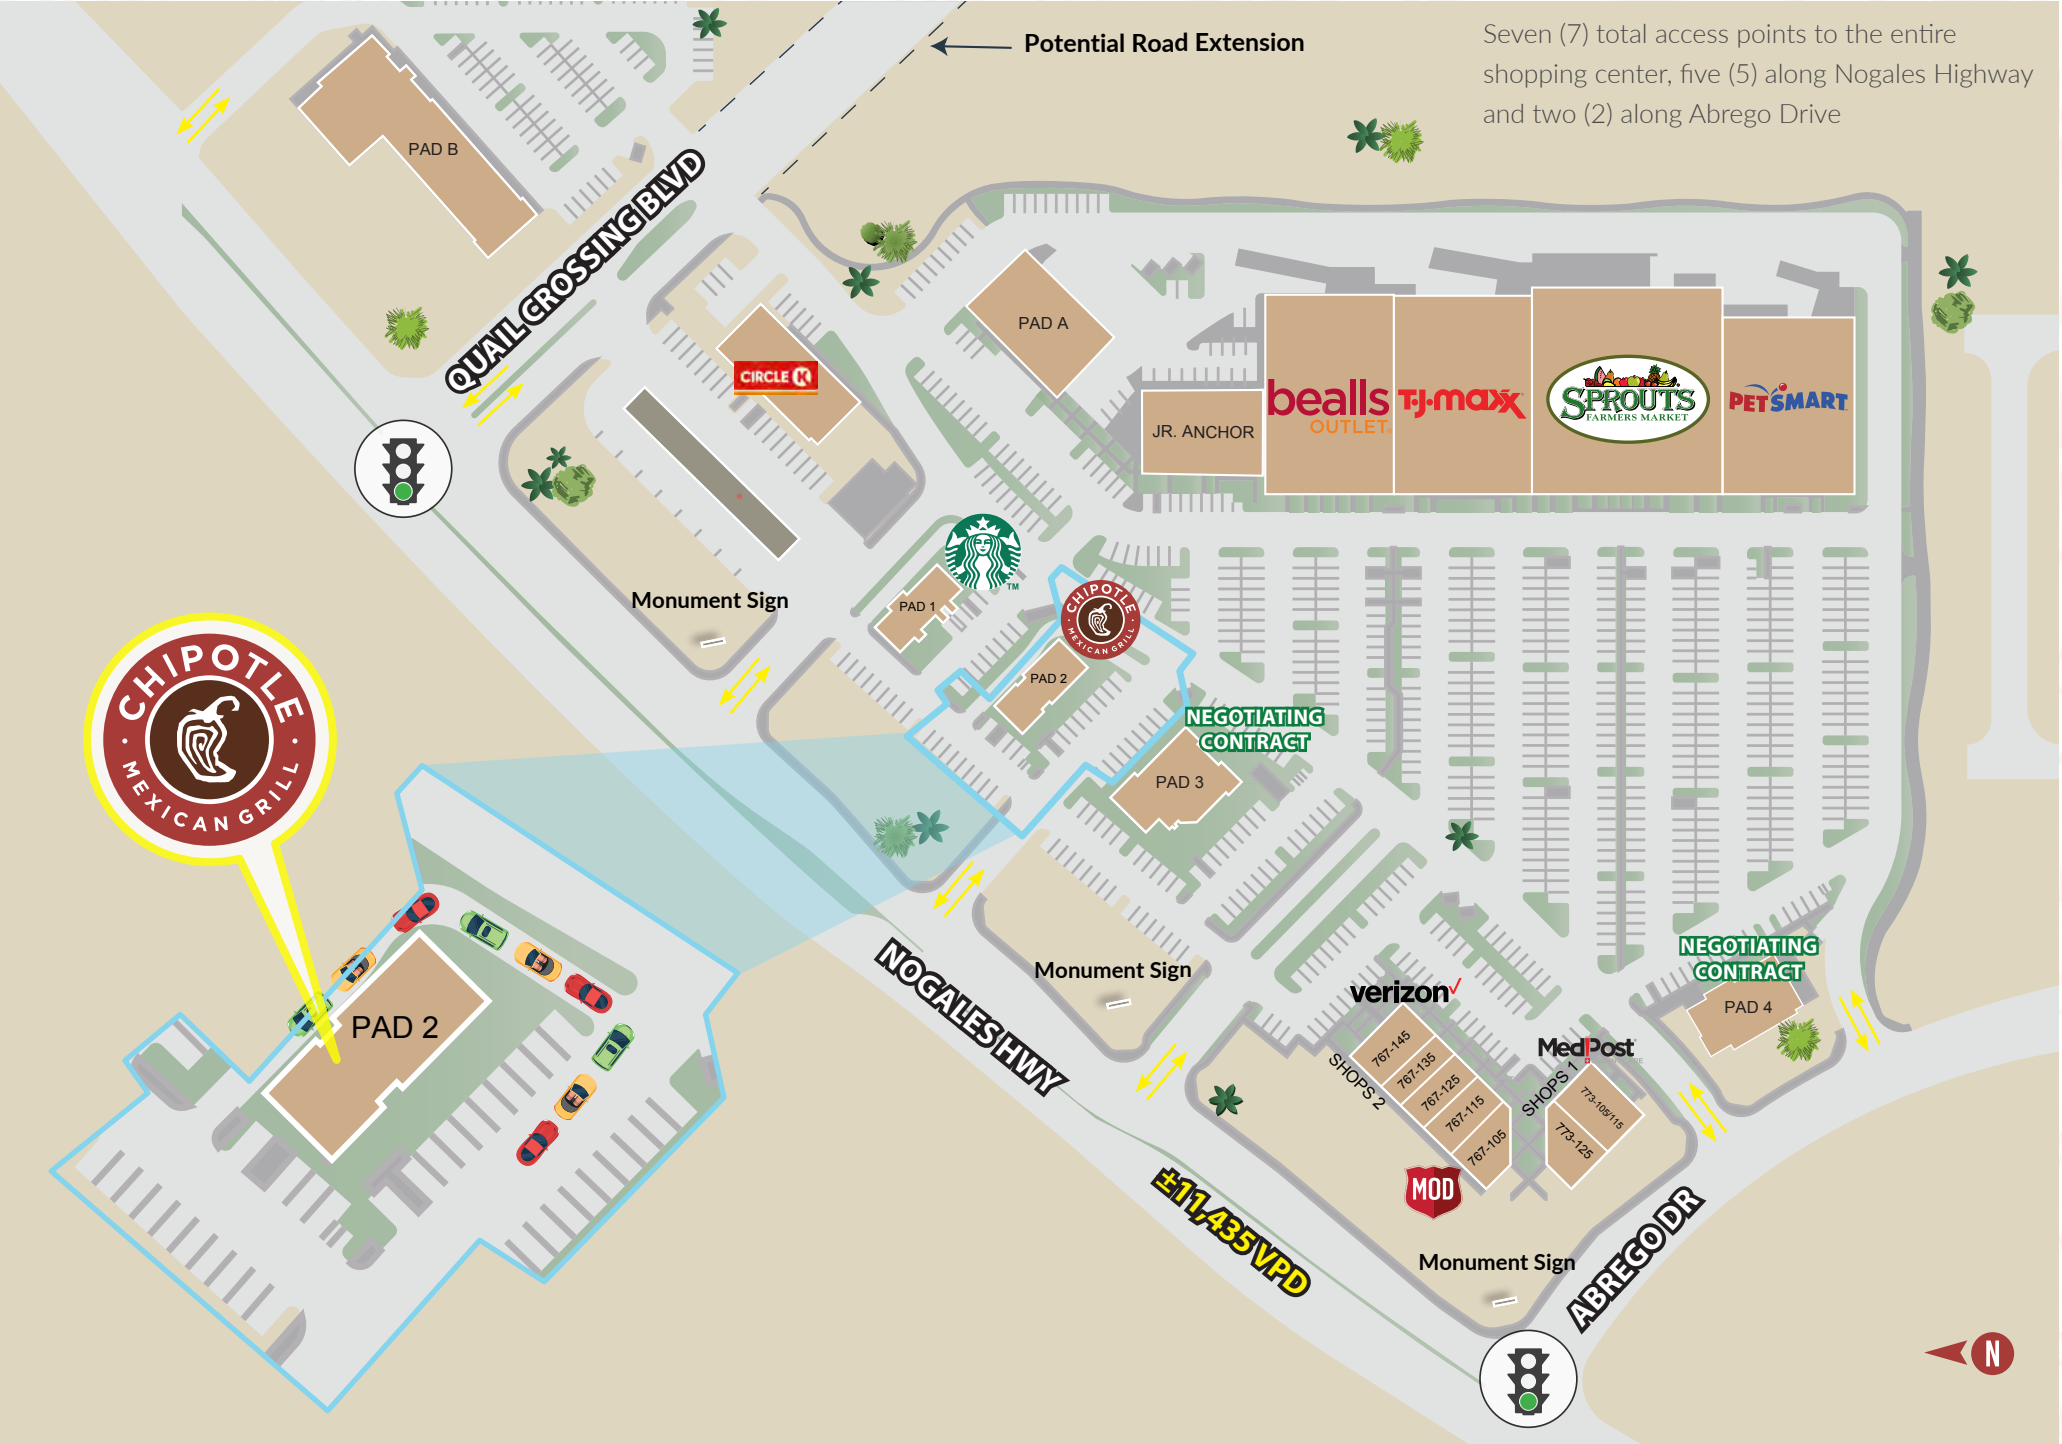 Seven (7) total access points to the entire
shopping center, five (5) along Nogales Highway
and two (2) along Abrego Drive
Potential Road Extension
PAD B
QUAIL CROSSING BLVD
CIRCLE K
PAD A
JR. ANCHOR
bealls
OUTLET
T·J·maxx
SPROUTS
FARMERS MARKET
PETSMART
Monument Sign
PAD 1
TM
CHIPOTLE
MEXICAN GRILL
PAD 2
NEGOTIATING
CONTRACT
PAD 3
CHIPOTLE
MEXICAN GRILL
PAD 2
NOGALES HWY
Monument Sign
verizon
NEGOTIATING
CONTRACT
PAD 4
MedPost
SHOPS 2
767-145
767-135
767-125
767-115
767-105
SHOPS 1
773-105/115
773-125
MOD
±11,435 VPD
Monument Sign
ABREGO DR
N